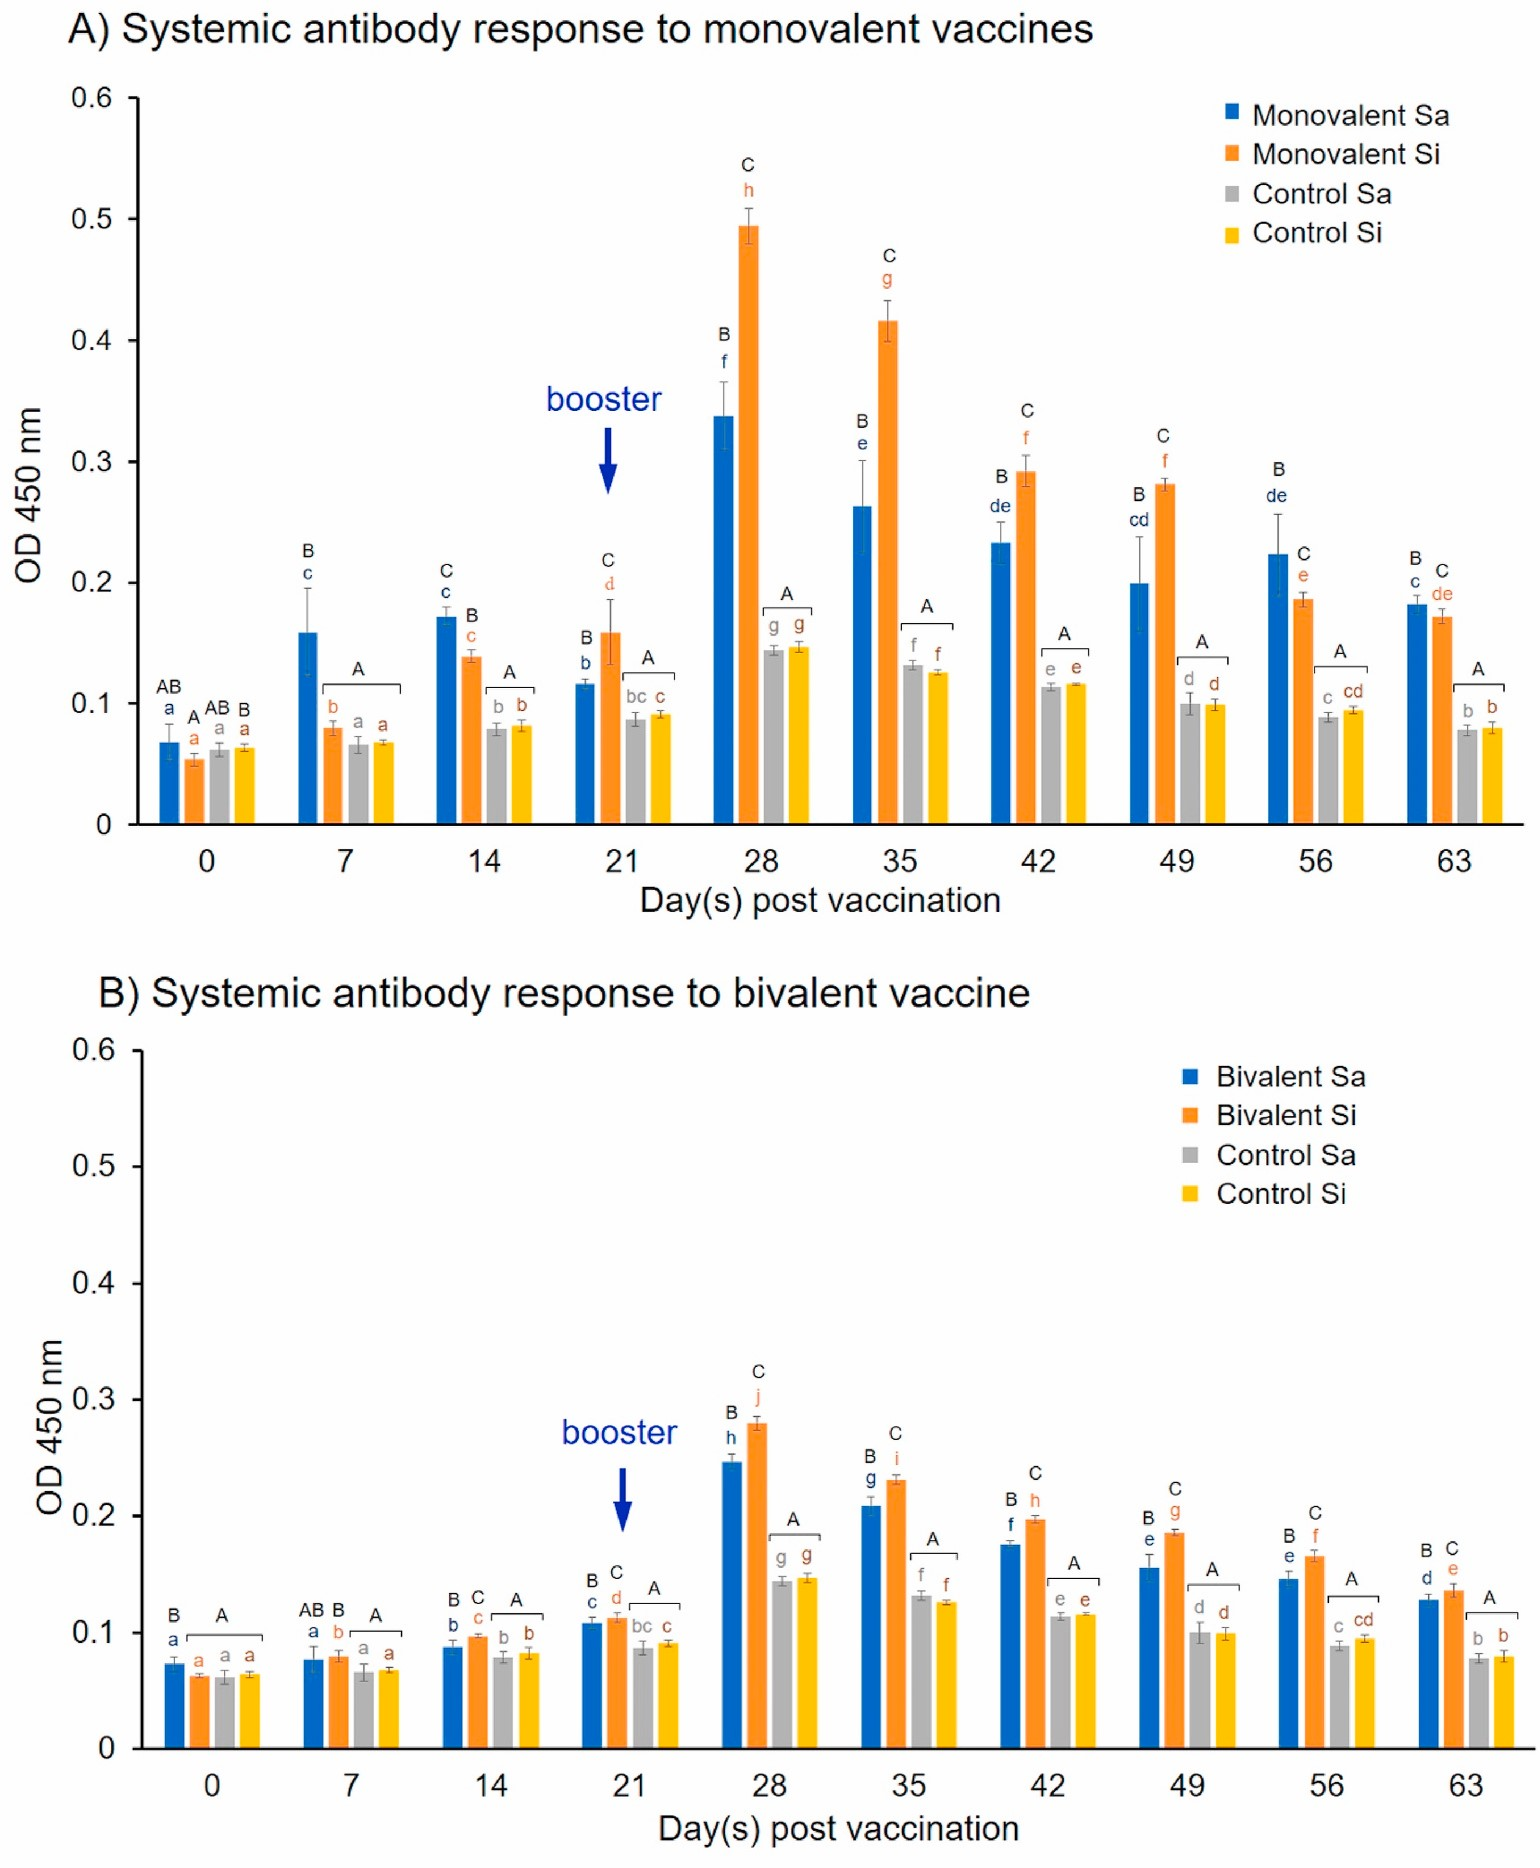 A) Systemic antibody response to monovalent vaccines
0.6
0.5
0.4
0.3
0.2
0.1
0
OD 450 nm
Monovalent Sa
Monovalent Si
Control Sa
Control Si
booster
AB A AB B
a a a a
B A
c b a a
C B A
c c b b
B C A
b d bc c
B C A
f h g g
B C A
e g f f
B C A
de f e e
B C A
cd f d d
B C A
de e c cd
B C A
c de b b
0 7 14 21 28 35 42 49 56 63
Day(s) post vaccination
B) Systemic antibody response to bivalent vaccine
0.6
0.5
0.4
0.3
0.2
0.1
0
OD 450 nm
Bivalent Sa
Bivalent Si
Control Sa
Control Si
booster
B A
a a a a
AB B A
a b a a
B C A
b c b b
B C A
c d bc c
B C A
h j g g
B C A
g i f f
B C A
f h e e
B C A
e g d d
B C A
e f c cd
B C A
d e b b
0 7 14 21 28 35 42 49 56 63
Day(s) post vaccination